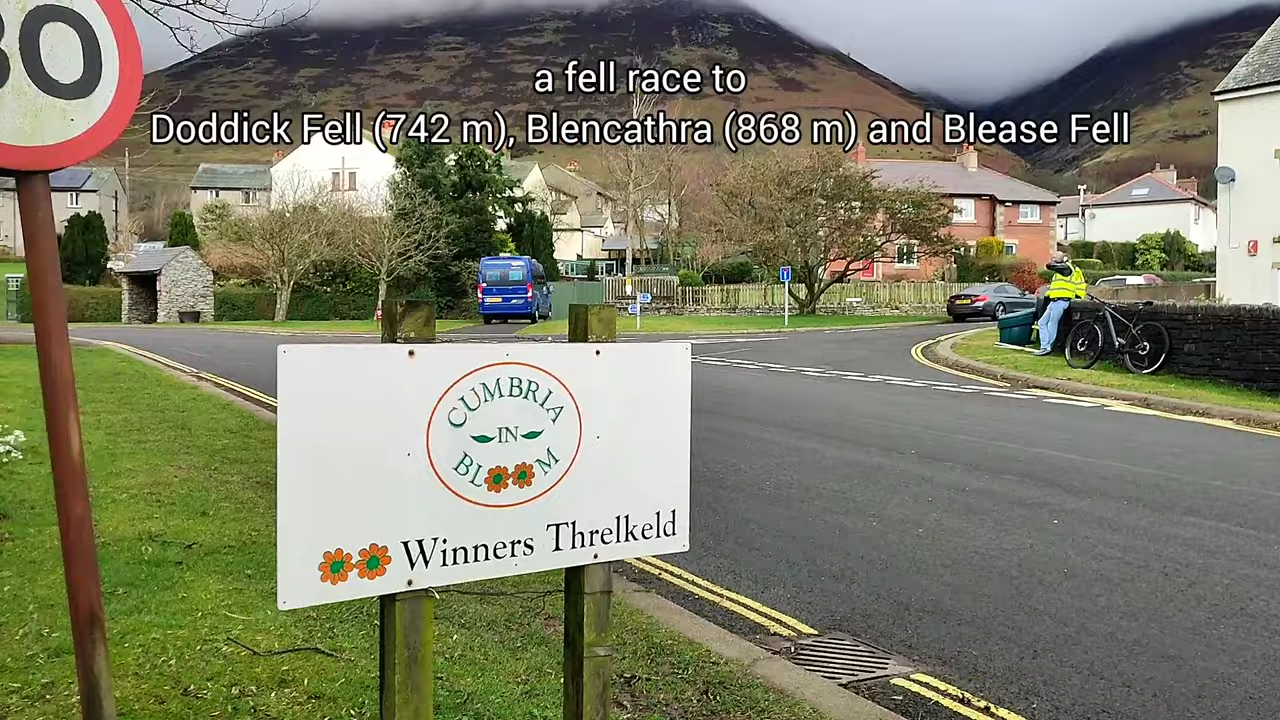 30
a fell race to
Doddick Fell (742 m), Blencathra (868 m) and Blease Fell
CUMBRIA
IN
BLOOM
Winners Threlkeld